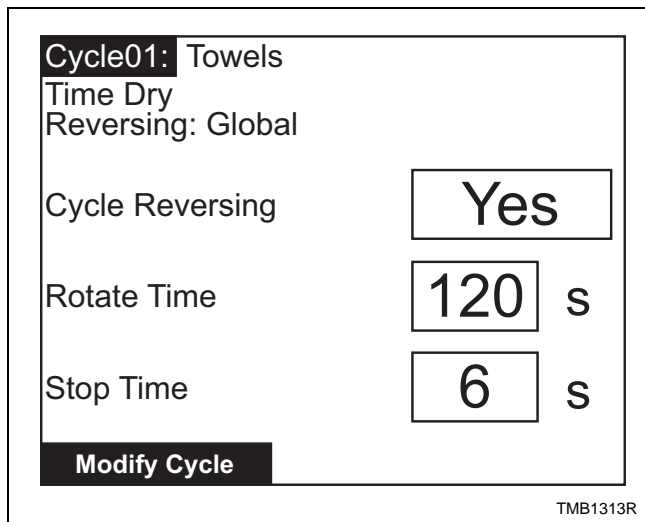 Cycle01: Towels
Time Dry
Reversing: Global
Cycle Reversing Yes
Rotate Time 120 s
Stop Time 6 s
Modify Cycle
TMB1313R